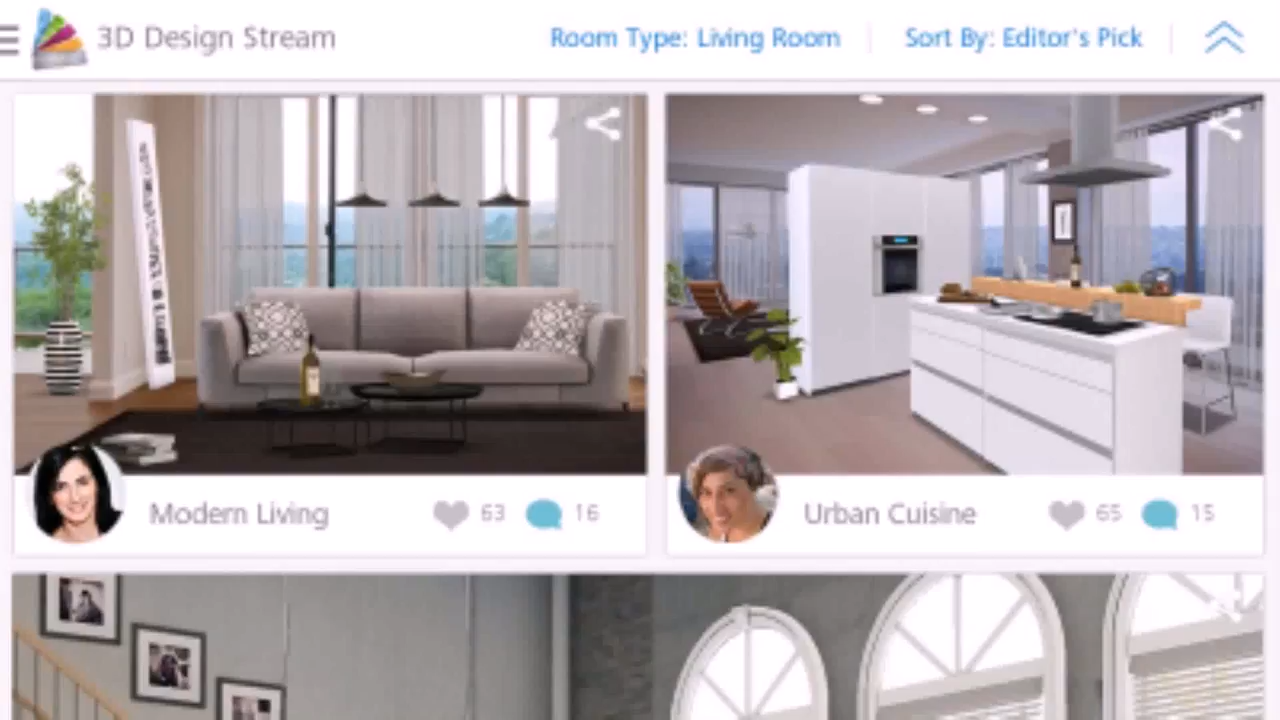 3D Design Stream
Room Type: Living Room
Sort By: Editor's Pick
Modern Living
63
16
Urban Cuisine
65
15